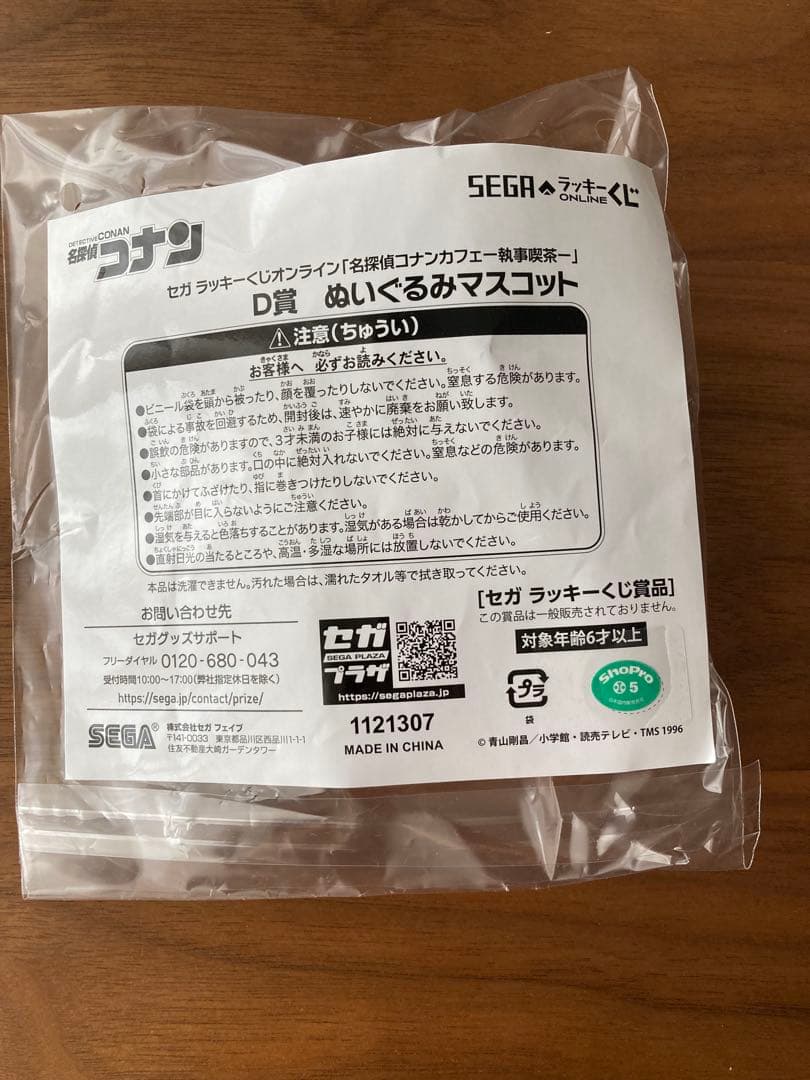 SEGA ラッキーくじ ONLINE
DETECTIVE CONAN
名探偵コナン
セガ ラッキーくじオンライン「名探偵コナンカフェー執事喫茶ー」
D賞 ぬいぐるみマスコット
注意(ちゅうい)
お客様へ 必ずお読みください。
●ビニール袋を頭から被ったり、顔を覆ったりしないでください。窒息する危険があります。
●袋による事故を回避するため、開封後は、速やかに廃棄をお願い致します。
●誤飲の危険がありますので、3才未満のお子様には絶対に与えないでください。
●小さな部品があります。口の中に絶対入れないでください。窒息などの危険があります。
●首にかけてふざけたり、指に巻きつけたりしないでください。
●先端部が目に入らないようにご注意ください。
●湿気を与えると色落ちすることがあります。湿気がある場合は乾かしてからご使用ください。
●直射日光の当たるところや、高温・多湿な場所には放置しないでください。
本品は洗濯できません。汚れた場合は、濡れたタオル等で拭き取ってください。
お問い合わせ先
セガグッズサポート
フリーダイヤル 0120-680-043
受付時間10:00〜17:00(弊社指定休日を除く)
https://sega.jp/contact/prize/
SEGA
株式会社セガ フェイブ
〒141-0033 東京都品川区西品川1-1-1
住友不動産大崎ガーデンタワー
セガ
SEGA PLAZA
プラザ
https://segaplaza.jp/
1121307
MADE IN CHINA
[セガ ラッキーくじ賞品]
この賞品は一般販売されておりません。
対象年齢6才以上
プラ
袋
ShoPro
5
©青山剛昌/小学館・読売テレビ・TMS 1996